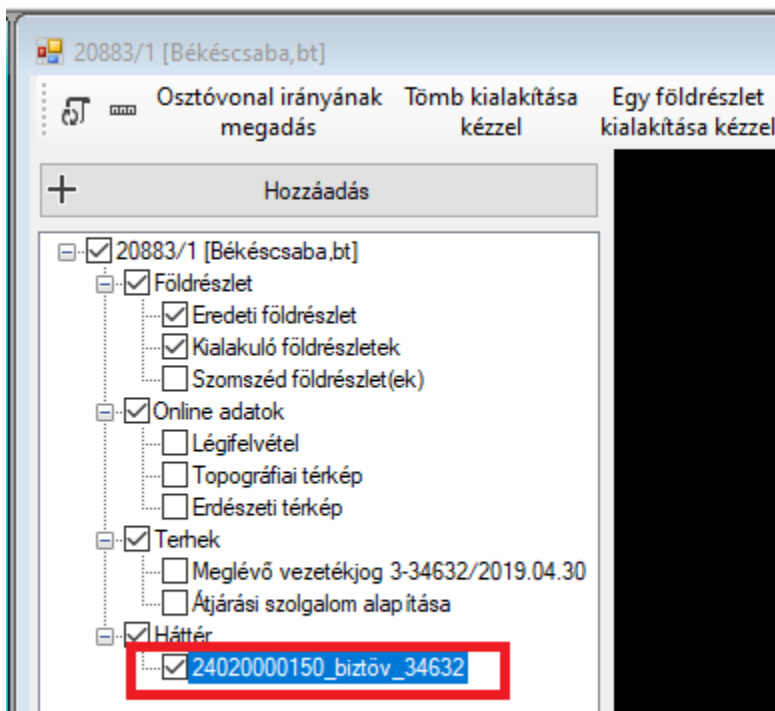 20883/1 [Békéscsaba,bt]
Osztóvonal irányának Tömb kialakítása Egy földrészlet
megadás kézzel kialakítása kézzel
Hozzáadás
20883/1 [Békéscsaba,bt]
Földrészlet
Eredeti földrészlet
Kialakuló földrészletek
Szomszéd földrészlet(ek)
Online adatok
Légifelvétel
Topográfiai térkép
Erdészeti térkép
Terhek
Meglévő vezetékjog 3-34632/2019.04.30
Átjárási szolgalom alapítása
Háttér
24020000150_biztöv_34632